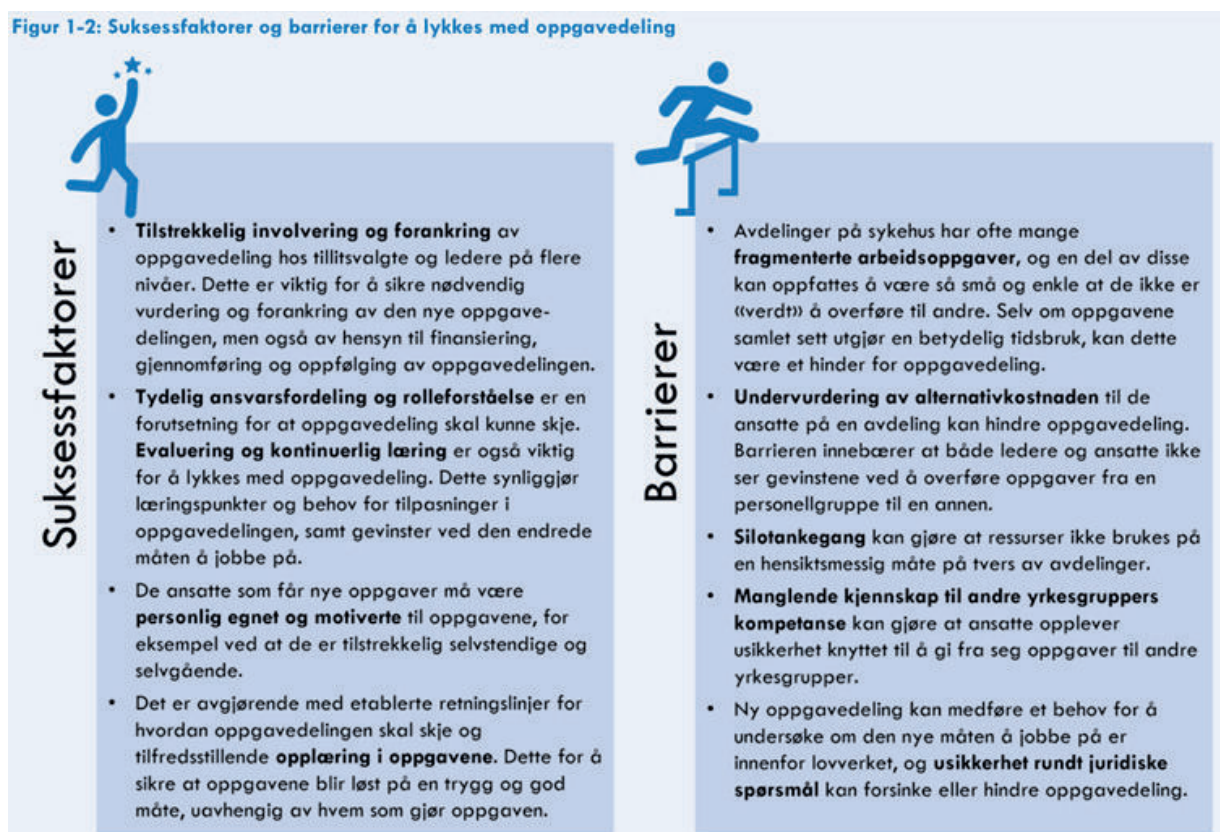 Figur 1-2: Suksessfaktorer og barrierer for å lykkes med oppgavedeling
Suksessfaktorer
• Tilstrekkelig involvering og forankring av
oppgavedeling hos tillitsvalgte og ledere på flere
nivåer. Dette er viktig for å sikre nødvendig
vurdering og forankring av den nye oppgave-
delingen, men også av hensyn til finansiering,
gjennomføring og oppfølging av oppgavedelingen.
• Tydelig ansvarsfordeling og rolleforståelse er en
forutsetning for at oppgavedeling skal kunne skje.
Evaluering og kontinuerlig læring er også viktig
for å lykkes med oppgavedeling. Dette synliggjør
læringspunkter og behov for tilpasninger i
oppgavedelingen, samt gevinster ved den endrede
måten å jobbe på.
• De ansatte som får nye oppgaver må være
personlig egnet og motiverte til oppgavene, for
eksempel ved at de er tilstrekkelig selvstendige og
selvgående.
• Det er avgjørende med etablerte retningslinjer for
hvordan oppgavedelingen skal skje og
tilfredsstillende opplæring i oppgavene. Dette for å
sikre at oppgavene blir løst på en trygg og god
måte, uavhengig av hvem som gjør oppgaven.
Barrierer
• Avdelinger på sykehus har ofte mange
fragmenterte arbeidsoppgaver, og en del av disse
kan oppfattes å være så små og enkle at de ikke er
«verdt» å overføre til andre. Selv om oppgavene
samlet sett utgjør en betydelig tidsbruk, kan dette
være et hinder for oppgavedeling.
• Undervurdering av alternativkostnaden til de
ansatte på en avdeling kan hindre oppgavedeling.
Barrieren innebærer at både ledere og ansatte ikke
ser gevinstene ved å overføre oppgaver fra en
personellgruppe til en annen.
• Silotankegang kan gjøre at ressurser ikke brukes på
en hensiktsmessig måte på tvers av avdelinger.
• Manglende kjennskap til andre yrkesgruppers
kompetanse kan gjøre at ansatte opplever
usikkerhet knyttet til å gi fra seg oppgaver til andre
yrkesgrupper.
• Ny oppgavedeling kan medføre et behov for å
undersøke om den nye måten å jobbe på er
innenfor lovverket, og usikkerhet rundt juridiske
spørsmål kan forsinke eller hindre oppgavedeling.